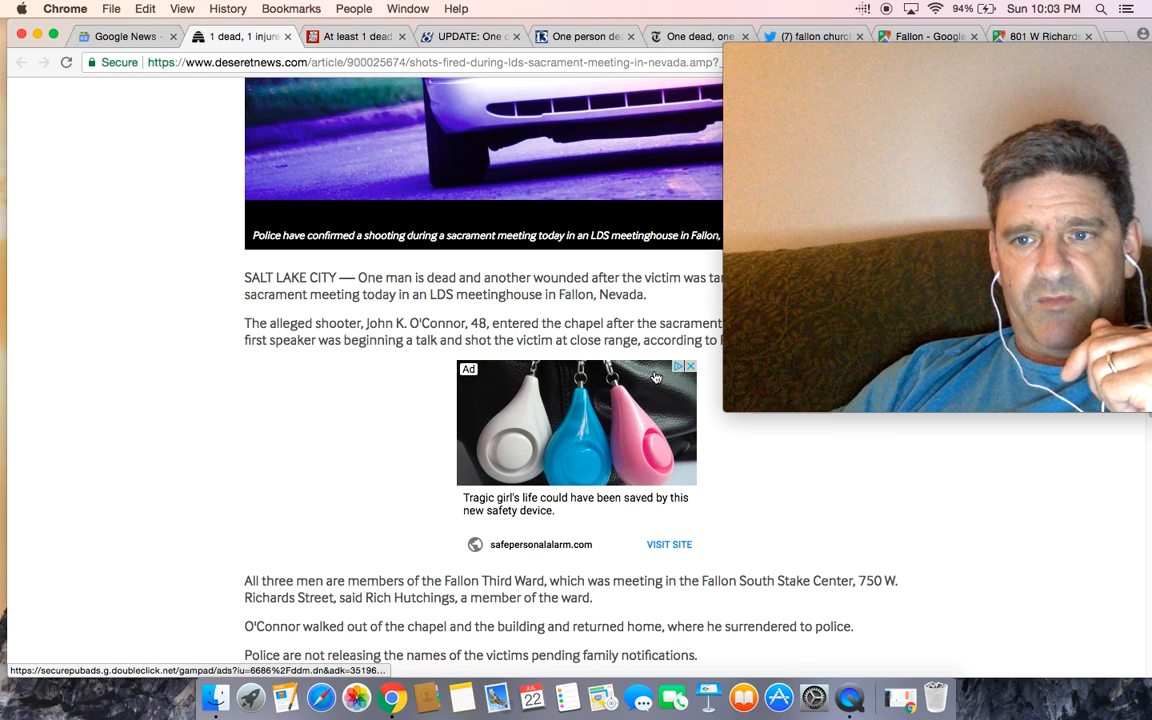 Chrome File Edit View History Bookmarks People Window Help 94% Sun 10:03 PM
Google News - 1 dead, 1 injure At least 1 dead UPDATE: One c One person de One dead, one (7) fallon church Fallon - Google 801 W Richards
Secure https://www.deseretnews.com/article/900025674/shots-fired-during-lds-sacrament-meeting-in-nevada.amp?_
Police have confirmed a shooting during a sacrament meeting today in an LDS meetinghouse in Fallon,
SALT LAKE CITY — One man is dead and another wounded after the victim was tar
sacrament meeting today in an LDS meetinghouse in Fallon, Nevada.
The alleged shooter, John K. O'Connor, 48, entered the chapel after the sacrament
first speaker was beginning a talk and shot the victim at close range, according to F
Ad
Tragic girl's life could have been saved by this
new safety device.
safepersonalalarm.com VISIT SITE
All three men are members of the Fallon Third Ward, which was meeting in the Fallon South Stake Center, 750 W.
Richards Street, said Rich Hutchings, a member of the ward.
O'Connor walked out of the chapel and the building and returned home, where he surrendered to police.
Police are not releasing the names of the victims pending family notifications.
https://securepubads.g.doubleclick.net/gampad/ads?iu=6686%2Fddm.dn&adk=35196...
JUL
22